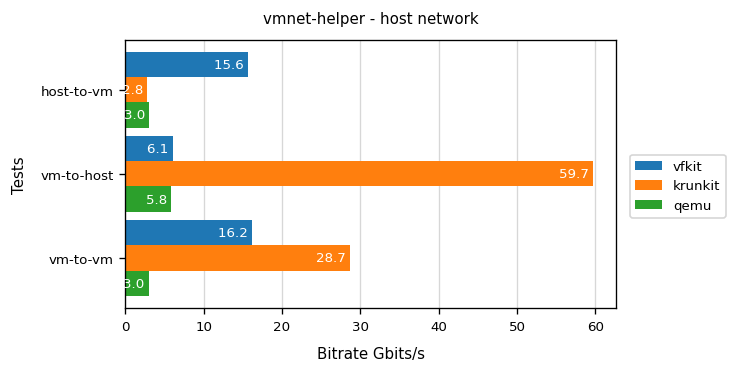 vmnet-helper - host network
Tests
host-to-vm
15.6
2.8
3.0
vm-to-host
6.1
59.7
5.8
vm-to-vm
16.2
28.7
3.0
0 10 20 30 40 50 60
Bitrate Gbits/s
vfkit
krunkit
qemu